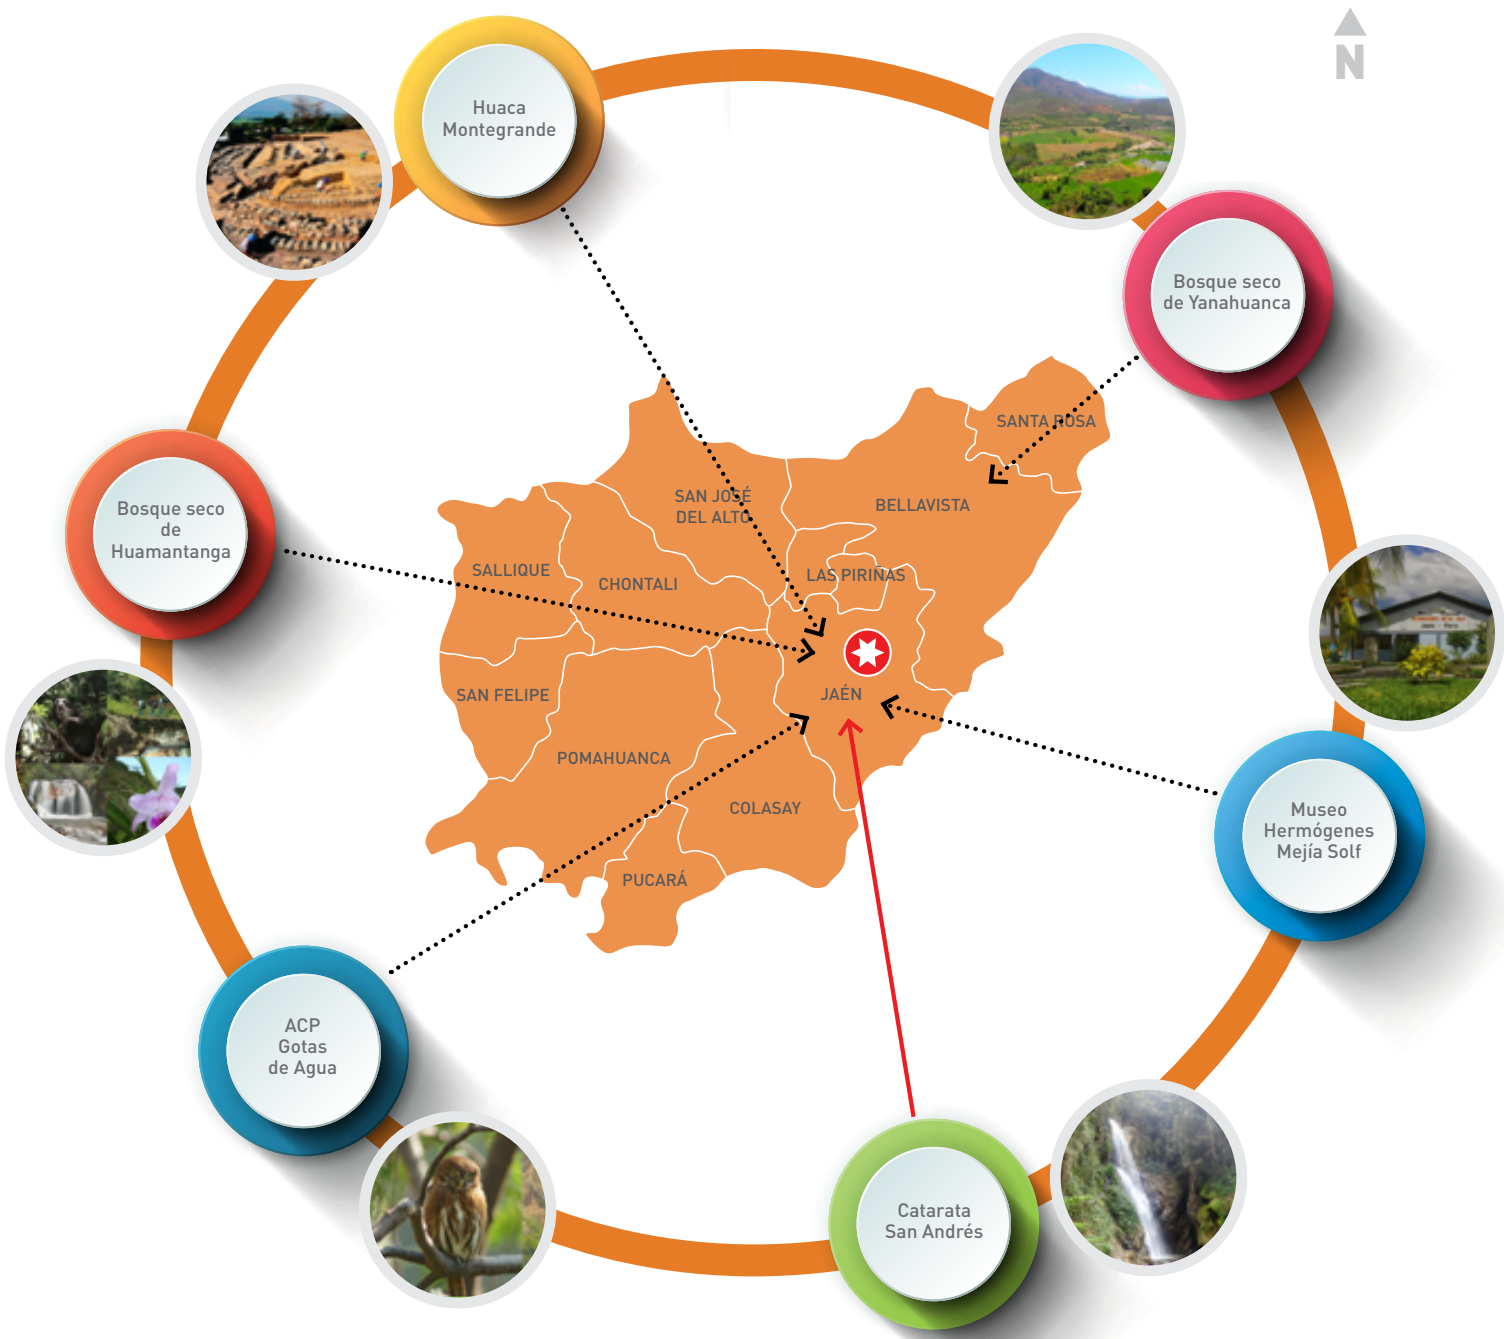 N
Huaca
Montegrande
Bosque seco
de Yanahuanca
Bosque seco
de
Huamantanga
SANTA ROSA
SAN JOSÉ
DEL ALTO
BELLAVISTA
SALLIQUE
CHONTALI
LAS PIRIÑAS
SAN FELIPE
JAÉN
POMAHUANCA
COLASAY
PUCARÁ
Museo
Hermógenes
Mejía Solf
ACP
Gotas
de Agua
Catarata
San Andrés